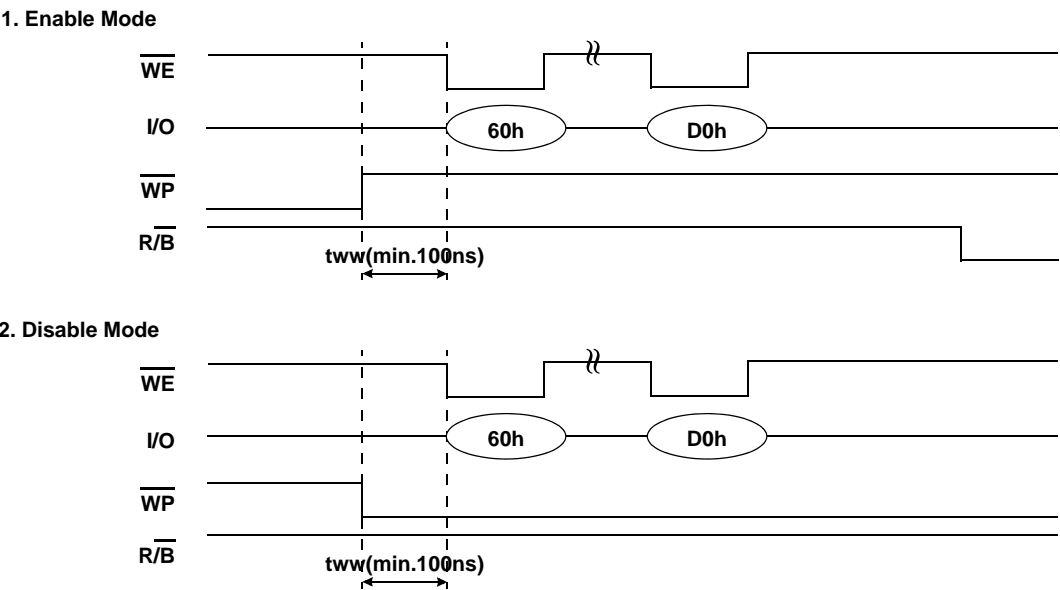 1. Enable Mode
WE
I/O
60h
D0h
WP
R/B
tww(min.100ns)
2. Disable Mode
WE
I/O
60h
D0h
WP
R/B
tww(min.100ns)